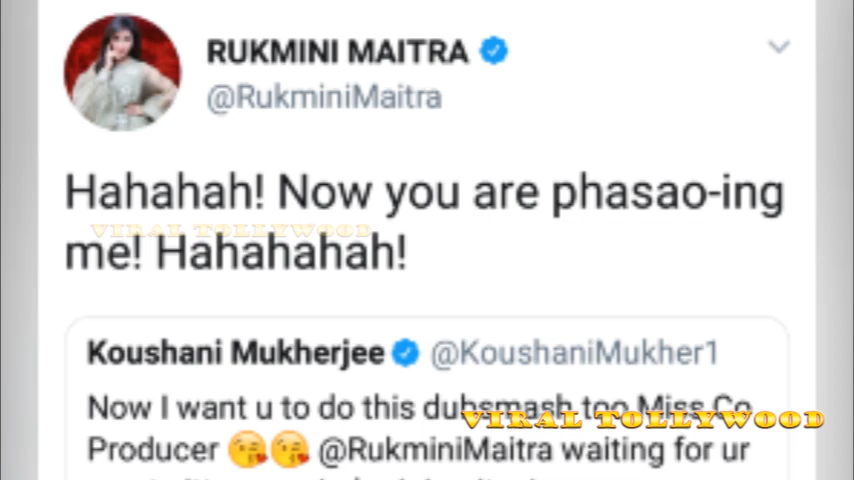 RUKMINI MAITRA
@RukminiMaitra
Hahahah! Now you are phasao-ing
VIRAL TOLLYWOOD
me! Hahahahah!
Koushani Mukherjee @KoushaniMukher1
Now I want u to do this dubsmash too Miss Co
VIRAL TOLLYWOOD
Producer 😘😘 @RukminiMaitra waiting for ur